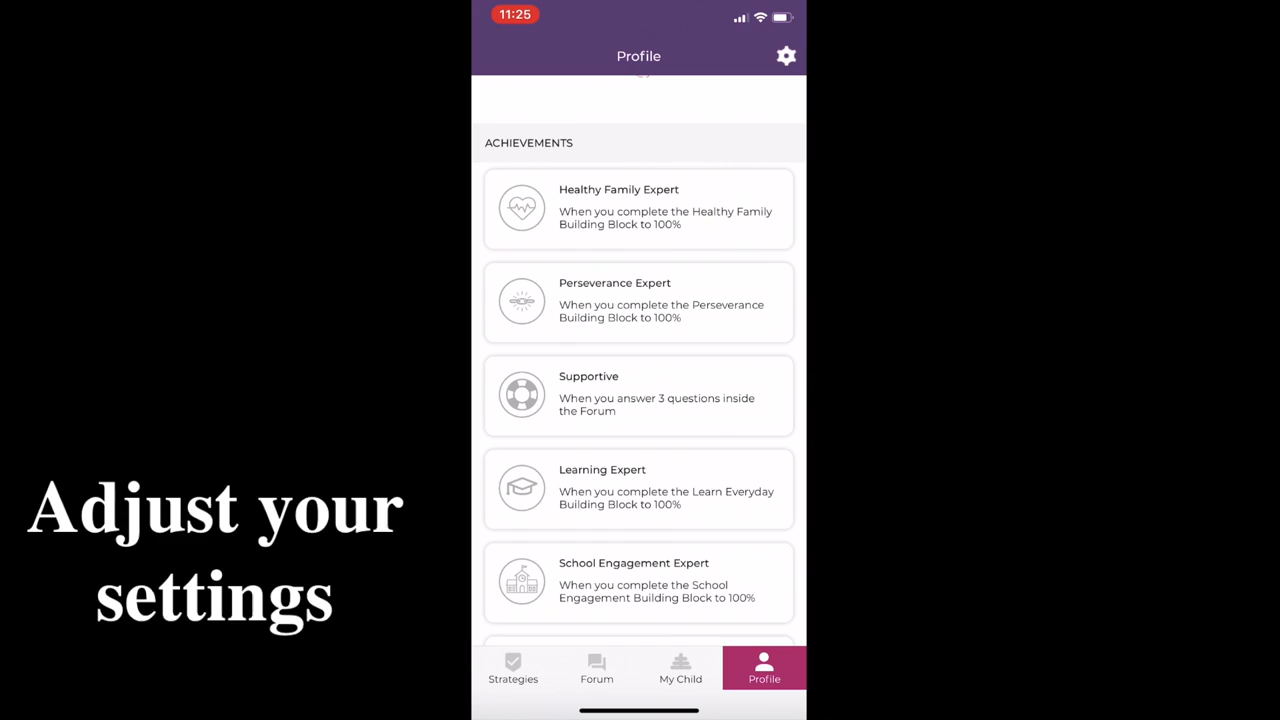 11:25
Profile
ACHIEVEMENTS
Healthy Family Expert
When you complete the Healthy Family
Building Block to 100%
Perseverance Expert
When you complete the Perseverance
Building Block to 100%
Supportive
When you answer 3 questions inside
the Forum
Learning Expert
When you complete the Learn Everyday
Building Block to 100%
School Engagement Expert
When you complete the School
Engagement Building Block to 100%
Strategies
Forum
My Child
Profile
Adjust your
settings